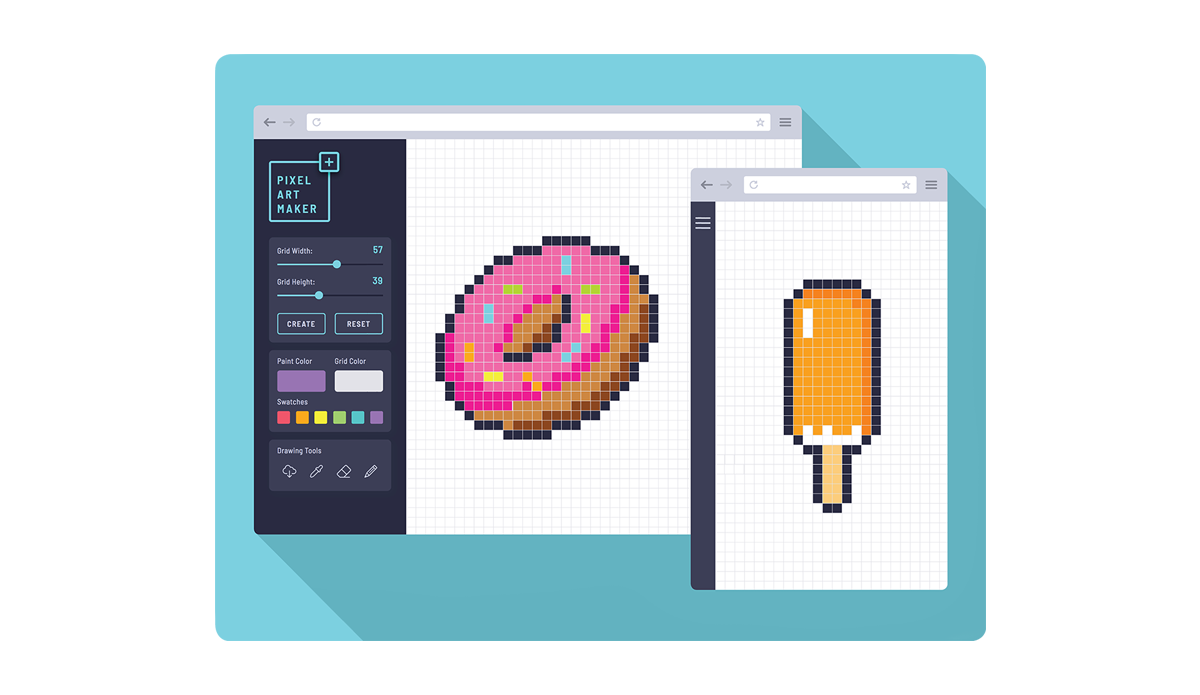 PIXEL
ART
MAKER
Grid Width: 57
Grid Height: 39
CREATE RESET
Paint Color Grid Color
Swatches
Drawing Tools